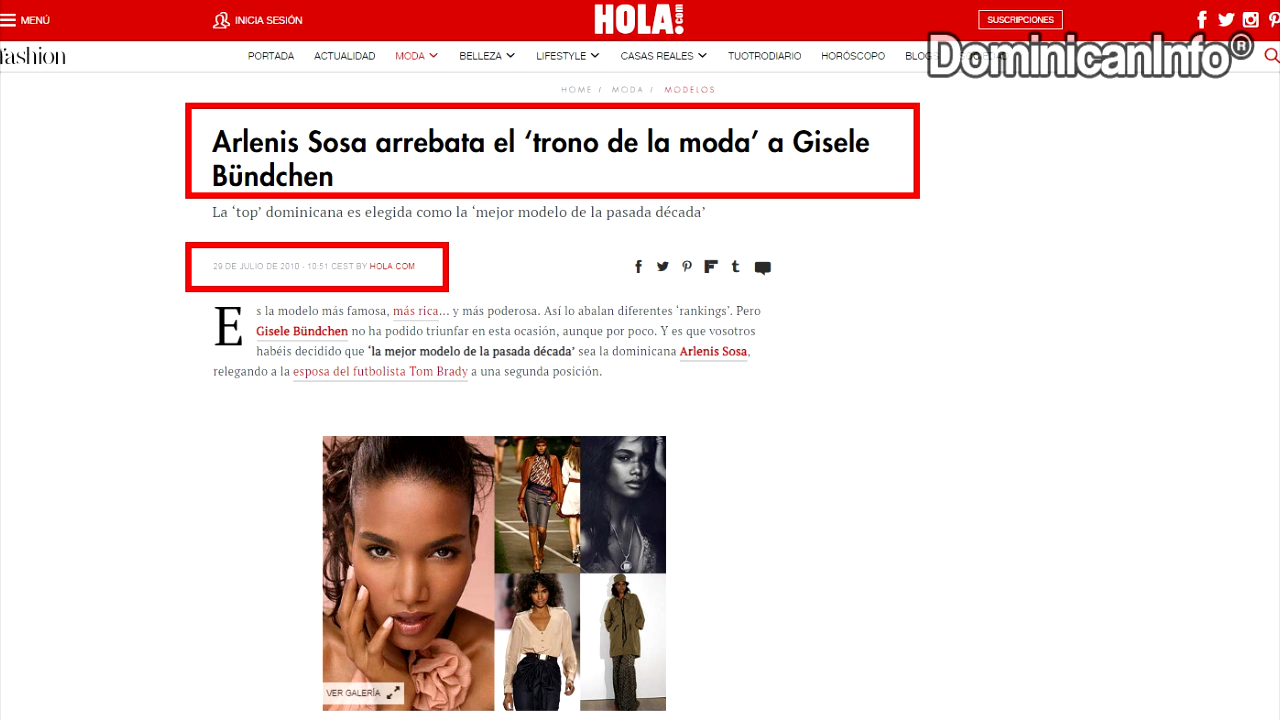 MENÚ
INICIA SESIÓN
HOLA!.com
SUSCRIPCIONES
fashion
PORTADA ACTUALIDAD MODA BELLEZA LIFESTYLE CASAS REALES TUOTRODIARIO HORÓSCOPO BLOG
DominicanInfo®
HOME / MODA / MODELOS
Arlenis Sosa arrebata el ‘trono de la moda’ a Gisele
Bündchen
La ‘top’ dominicana es elegida como la ‘mejor modelo de la pasada década’
29 DE JULIO DE 2010 - 10:51 CEST BY HOLA.COM
Es la modelo más famosa, más rica... y más poderosa. Así lo abalan diferentes ‘rankings’. Pero
Gisele Bündchen no ha podido triunfar en esta ocasión, aunque por poco. Y es que vosotros
habéis decidido que ‘la mejor modelo de la pasada década’ sea la dominicana Arlenis Sosa,
relegando a la esposa del futbolista Tom Brady a una segunda posición.
VER GALERÍA